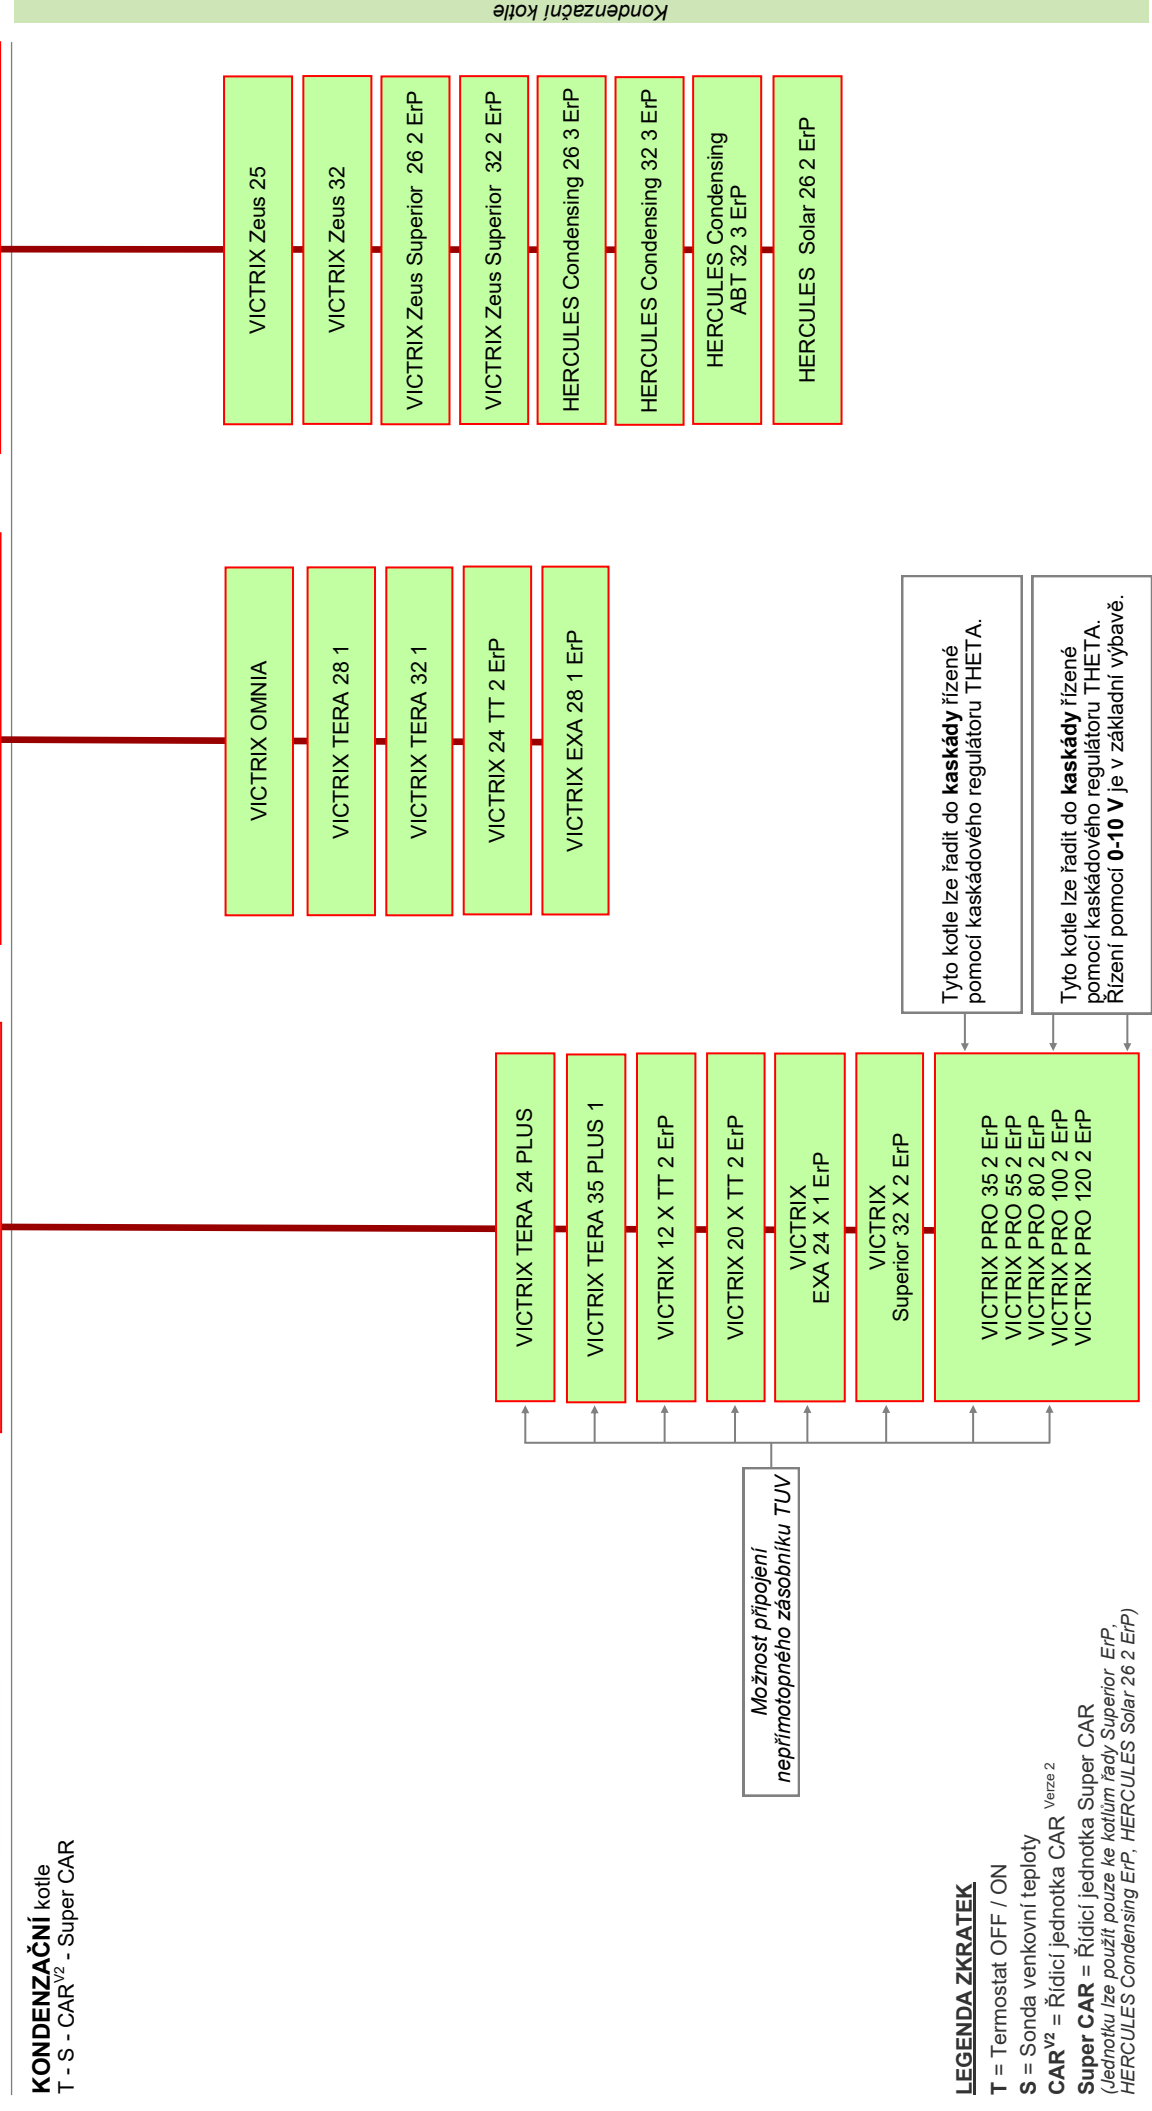 KONDENZAČNÍ kotle
T - S - CARV2 - Super CAR
VICTRIX TERA 24 PLUS
VICTRIX TERA 35 PLUS 1
VICTRIX 12 X TT 2 ErP
VICTRIX 20 X TT 2 ErP
VICTRIX
EXA 24 X 1 ErP
VICTRIX
Superior 32 X 2 ErP
VICTRIX PRO 35 2 ErP
VICTRIX PRO 55 2 ErP
VICTRIX PRO 80 2 ErP
VICTRIX PRO 100 2 ErP
VICTRIX PRO 120 2 ErP
VICTRIX OMNIA
VICTRIX TERA 28 1
VICTRIX TERA 32 1
VICTRIX 24 TT 2 ErP
VICTRIX EXA 28 1 ErP
VICTRIX Zeus 25
VICTRIX Zeus 32
VICTRIX Zeus Superior 26 2 ErP
VICTRIX Zeus Superior 32 2 ErP
HERCULES Condensing 26 3 ErP
HERCULES Condensing 32 3 ErP
HERCULES Condensing
ABT 32 3 ErP
HERCULES Solar 26 2 ErP
Možnost připojení
nepřímotopného zásobníku TUV
Tyto kotle lze řadit do kaskády řízené
pomocí kaskádového regulátoru THETA.
Tyto kotle lze řadit do kaskády řízené
pomocí kaskádového regulátoru THETA.
Řízení pomocí 0-10 V je v základní výbavě.
LEGENDA ZKRATEK
T = Termostat OFF / ON
S = Sonda venkovní teploty
CARV2 = Řídicí jednotka CAR Verze 2
Super CAR = Řídicí jednotka Super CAR
(Jednotku lze použít pouze ke kotlům řady Superior ErP,
HERCULES Condensing ErP, HERCULES Solar 26 2 ErP)
Kondenzační kotle